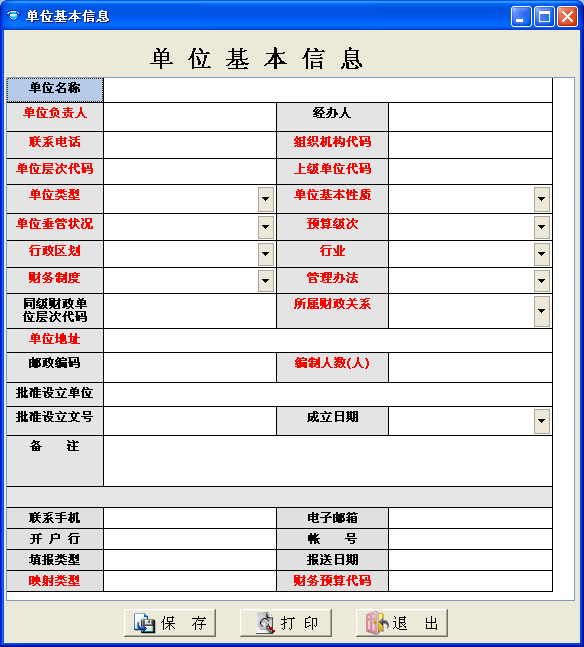 单位基本信息
单 位 基 本 信 息
单位名称
单位负责人 经办人
联系电话 组织机构代码
单位层次代码 上级单位代码
单位类型 单位基本性质
单位垂管状况 预算级次
行政区划 行业
财务制度 管理办法
同级财政单
位层次代码 所属财政关系
单位地址
邮政编码 编制人数(人)
批准设立单位
批准设立文号 成立日期
备 注
联系手机 电子邮箱
开 户 行 帐 号
填报类型 报送日期
映射类型 财务预算代码
保 存 打 印 退 出